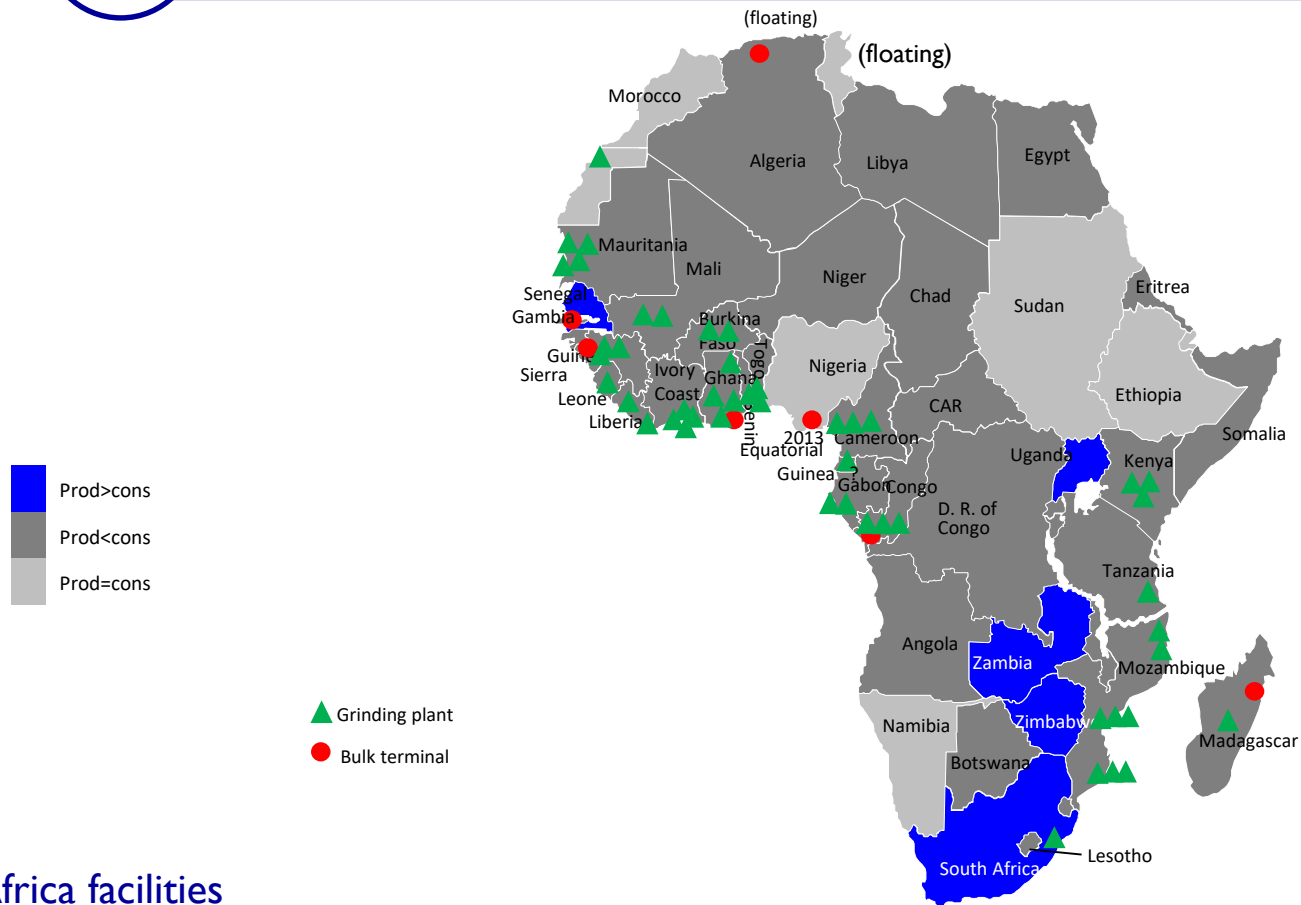 (floating)
(floating)
Morocco
Algeria
Libya
Egypt
Mauritania
Mali
Niger
Chad
Sudan
Eritrea
Senegal
Gambia
Burkina
Faso
Togo
Nigeria
Ethiopia
Ivory
Coast
Ghana
Sierra
Leone
Liberia
CAR
Somalia
2013
Cameroon
Equatorial
Guinea ?
Gabon
Congo
Uganda
Kenya
D. R. of
Congo
Prod>cons
Prod<cons
Prod=cons
Tanzania
Angola
Zambia
Mozambique
Grinding plant
Bulk terminal
Namibia
Zimbabw
Botswana
Madagascar
Lesotho
South Africa
frica facilities